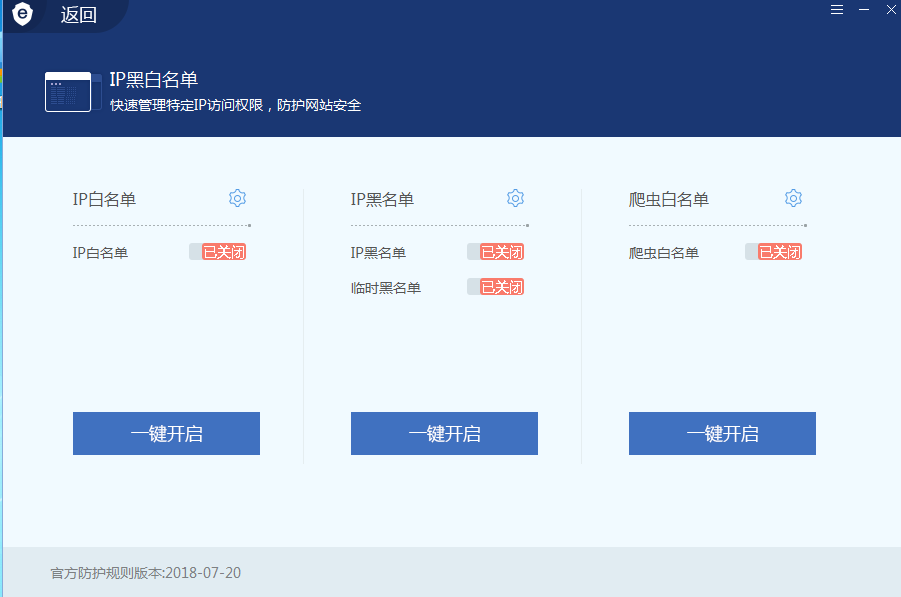 返回
IP黑白名单
快速管理特定IP访问权限，防护网站安全
IP白名单
IP白名单 已关闭
一键开启
IP黑名单
IP黑名单 已关闭
临时黑名单 已关闭
一键开启
爬虫白名单
爬虫白名单 已关闭
一键开启
官方防护规则版本:2018-07-20